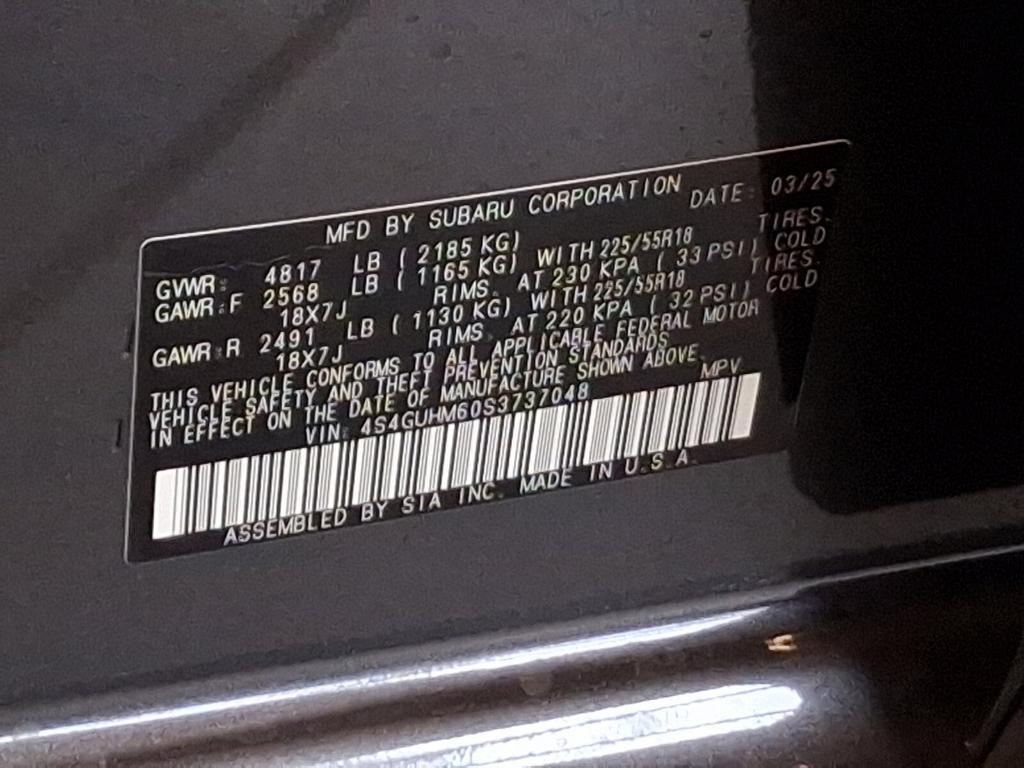 MFD BY SUBARU CORPORATION DATE: 03/25
GVWR: 4817 LB ( 2185 KG)
GAWR:F 2568 LB ( 1165 KG) WITH 225/55R18 TIRES.
18X7J RIMS. AT 230 KPA ( 33 PSI) COLD
GAWR:R 2491 LB ( 1130 KG) WITH 225/55R18 TIRES.
18X7J RIMS. AT 220 KPA ( 32 PSI) COLD
THIS VEHICLE CONFORMS TO ALL APPLICABLE FEDERAL MOTOR
VEHICLE SAFETY AND THEFT PREVENTION STANDARDS
IN EFFECT ON THE DATE OF MANUFACTURE SHOWN ABOVE.
VIN: 4S4GUHM60S3737048 MPV
ASSEMBLED BY SIA INC. MADE IN U.S.A.